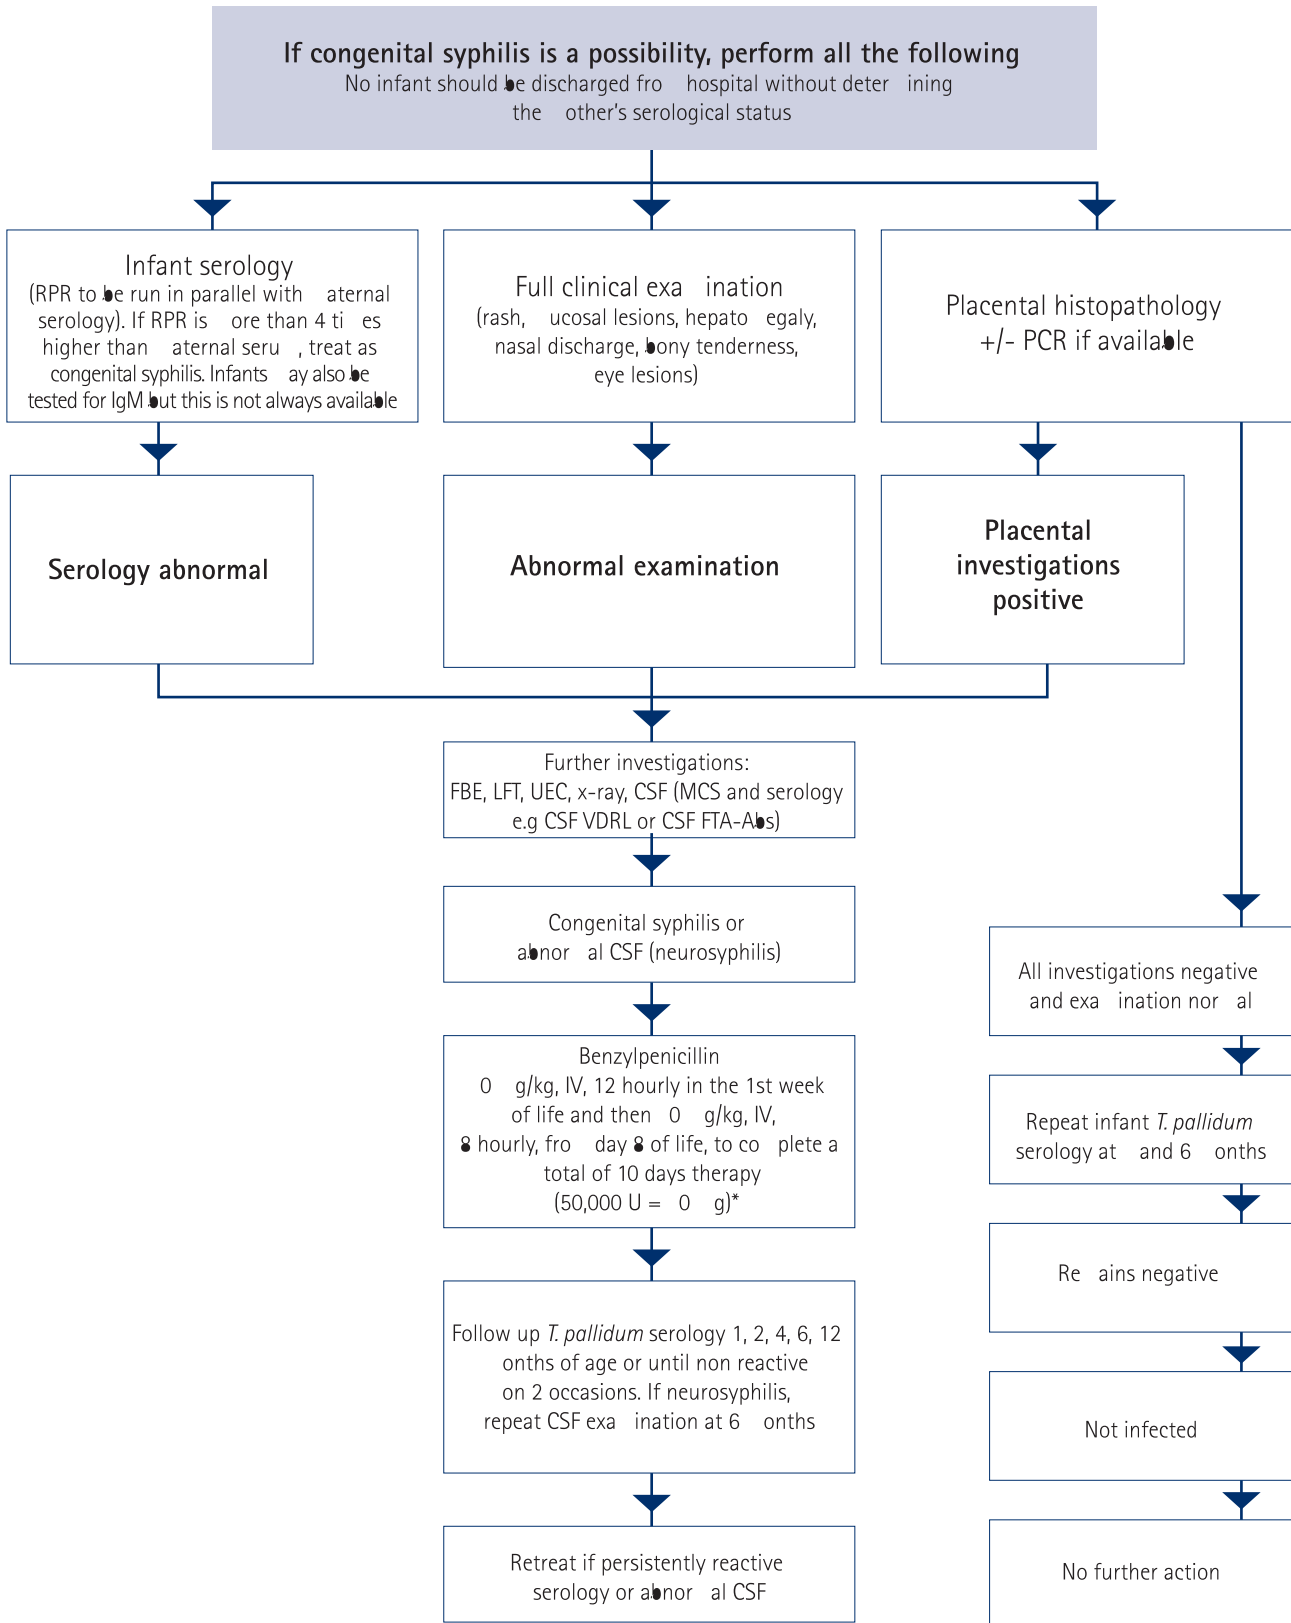 If congenital syphilis is a possibility, perform all the following
No infant should be discharged fro hospital without deter ining
the other's serological status
Infant serology
(RPR to be run in parallel with aternal
serology). If RPR is ore than 4 ti es
higher than aternal seru , treat as
congenital syphilis. Infants ay also be
tested for IgM but this is not always available
Full clinical exa ination
(rash, ucosal lesions, hepato egaly,
nasal discharge, bony tenderness,
eye lesions)
Placental histopathology
+/- PCR if available
Serology abnormal
Abnormal examination
Placental
investigations
positive
Further investigations:
FBE, LFT, UEC, x-ray, CSF (MCS and serology
e.g CSF VDRL or CSF FTA-Abs)
Congenital syphilis or
abnor al CSF (neurosyphilis)
Benzylpenicillin
0 g/kg, IV, 12 hourly in the 1st week
of life and then 0 g/kg, IV,
8 hourly, fro day 8 of life, to co plete a
total of 10 days therapy
(50,000 U = 0 g)*
Follow up T. pallidum serology 1, 2, 4, 6, 12
onths of age or until non reactive
on 2 occasions. If neurosyphilis,
repeat CSF exa ination at 6 onths
Retreat if persistently reactive
serology or abnor al CSF
All investigations negative
and exa ination nor al
Repeat infant T. pallidum
serology at and 6 onths
Re ains negative
Not infected
No further action